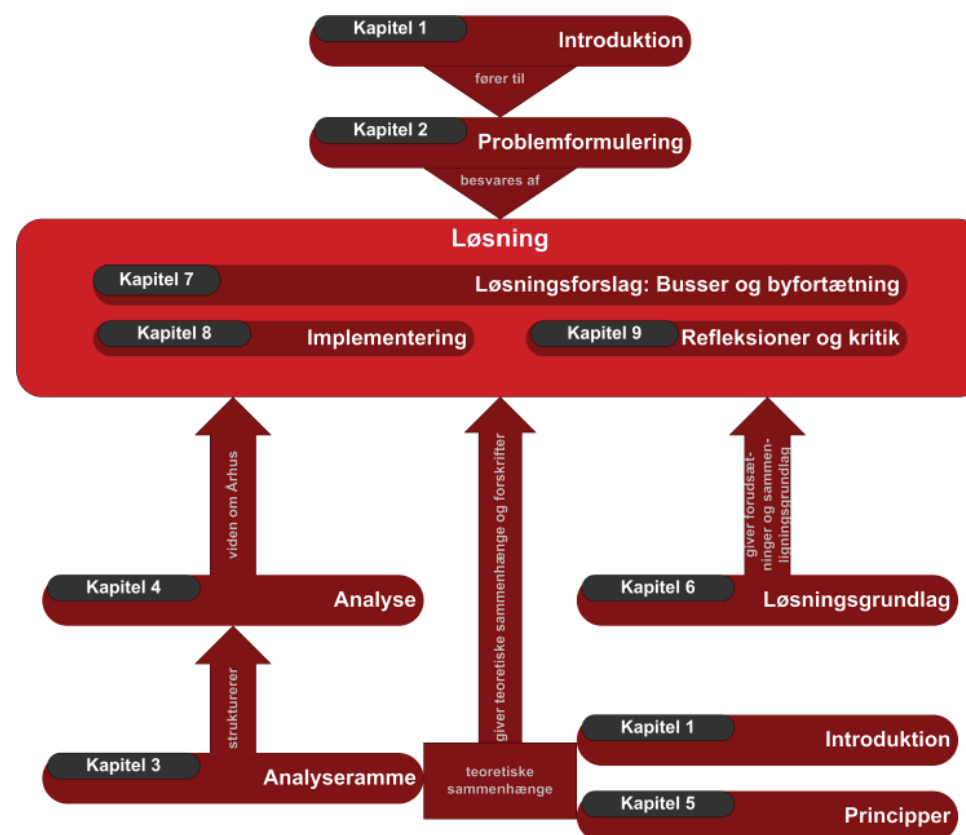 Kapitel 1
Introduktion
fører til
Kapitel 2
Problemformulering
besvares af
Løsning
Kapitel 7
Løsningsforslag: Busser og byfortætning
Kapitel 8
Implementering
Kapitel 9
Refleksioner og kritik
viden om Århus
giver teoretiske sammenhænge og forskrifter
giver forudsæt-
ninger og sammen-
ligningsgrundlag
Kapitel 4
Analyse
Kapitel 6
Løsningsgrundlag
strukturerer
Kapitel 1
Introduktion
Kapitel 3
Analyseramme
teoretiske
sammenhænge
Kapitel 5
Principper